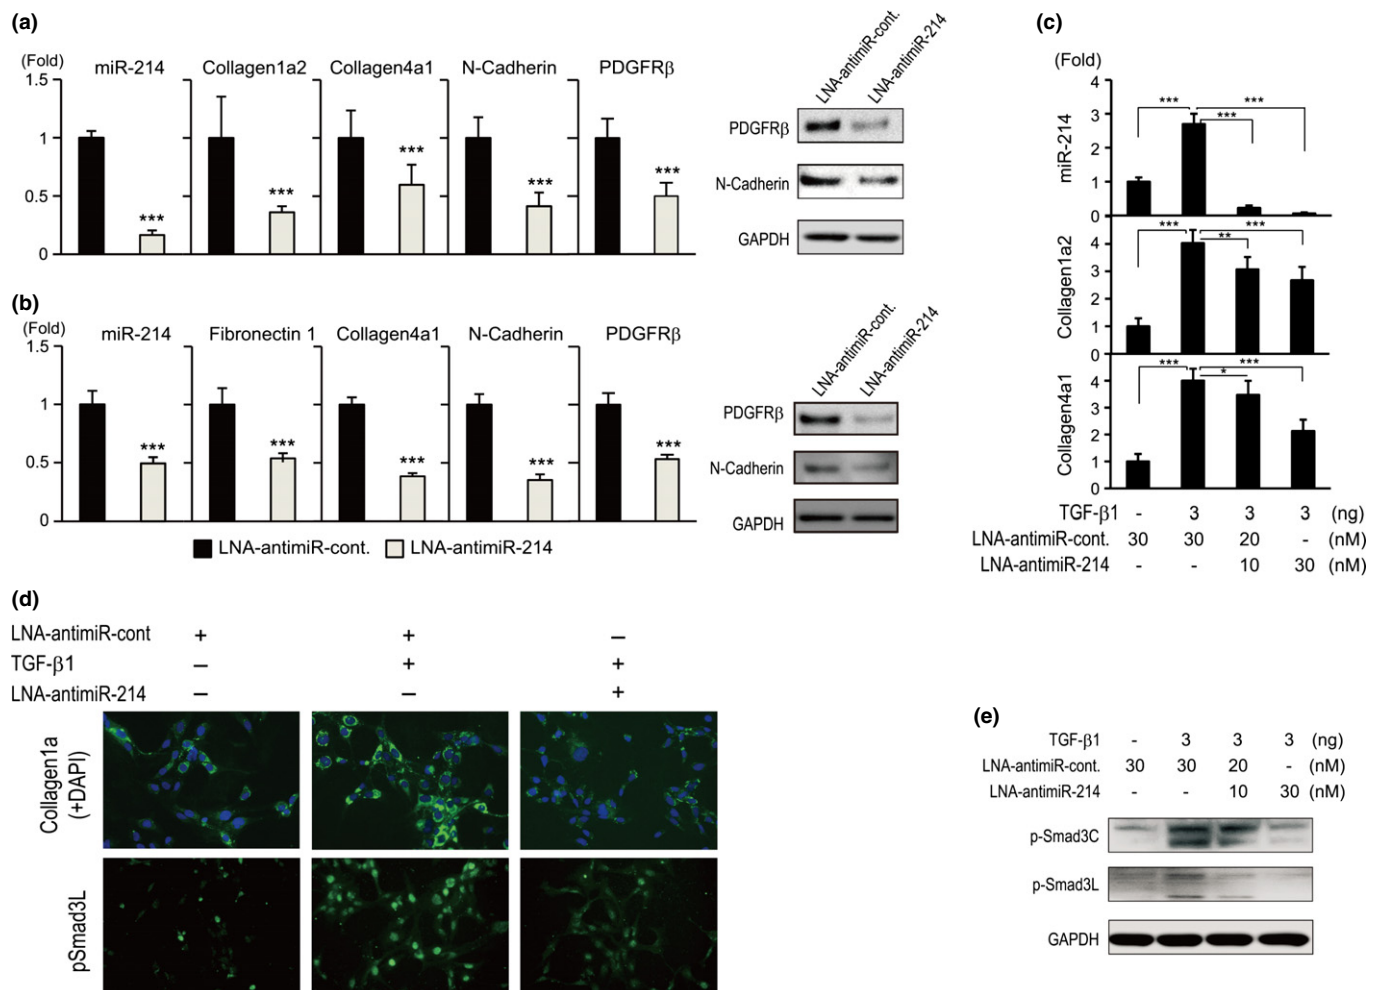 (a)
(Fold)
miR-214 Collagen1a2 Collagen4a1 N-Cadherin PDGFRβ
1.5
1
0.5
0
*** *** *** *** ***
LNA-antimiR-cont.
LNA-antimiR-214
PDGFRβ
N-Cadherin
GAPDH
(b)
(Fold)
miR-214 Fibronectin 1 Collagen4a1 N-Cadherin PDGFRβ
1.5
1
0.5
0
*** *** *** *** ***
LNA-antimiR-cont. LNA-antimiR-214
LNA-antimiR-cont.
LNA-antimiR-214
PDGFRβ
N-Cadherin
GAPDH
(c)
(Fold)
miR-214
4
3
2
1
0
*** *** ***
Collagen1a2
4
3
2
1
0
*** ** ***
Collagen4a1
4
3
2
1
0
*** * ***
TGF-β1 - 3 3 3 (ng)
LNA-antimiR-cont. 30 30 20 - (nM)
LNA-antimiR-214 - - 10 30 (nM)
(d)
LNA-antimiR-cont + + –
TGF-β1 – + +
LNA-antimiR-214 – – +
Collagen1a
(+DAPI)
pSmad3L
(e)
TGF-β1 - 3 3 3 (ng)
LNA-antimiR-cont. 30 30 20 - (nM)
LNA-antimiR-214 - - 10 30 (nM)
p-Smad3C
p-Smad3L
GAPDH